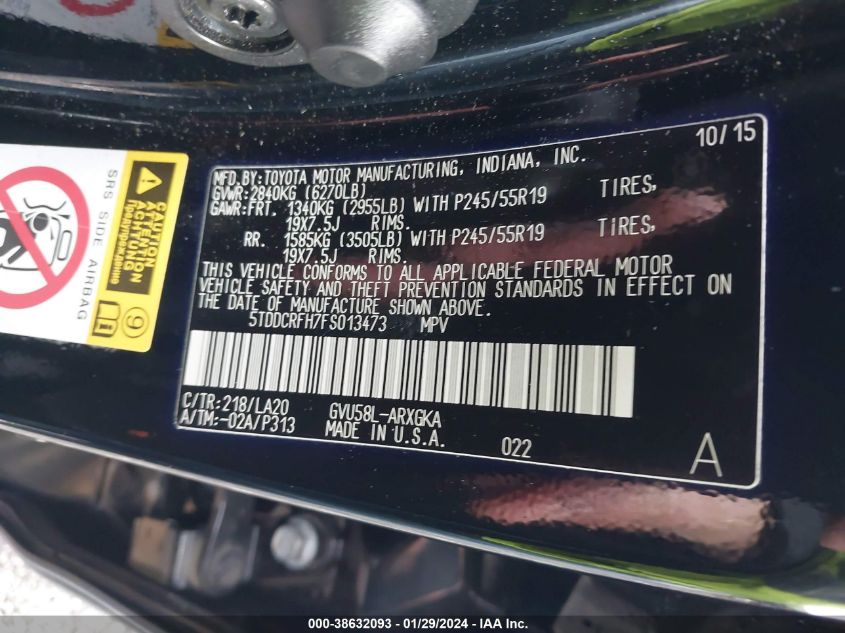 10/15
MFD.BY:TOYOTA MOTOR MANUFACTURING, INDIANA, INC.
GVWR:2840KG (6270LB)
GAWR:FRT. 1340KG (2955LB) WITH P245/55R19 TIRES,
19X7.5J RIMS.
RR. 1585KG (3505LB) WITH P245/55R19 TIRES,
19X7.5J RIMS.
THIS VEHICLE CONFORMS TO ALL APPLICABLE FEDERAL MOTOR
VEHICLE SAFETY AND THEFT PREVENTION STANDARDS IN EFFECT ON
THE DATE OF MANUFACTURE SHOWN ABOVE.
5TDDCRFH7FS013473 MPV
C/TR:218/LA20 GVU58L-ARXGKA
A/TM:-02A/P313 MADE IN U.S.A. 022
A
SRS SIDE AIRBAG
CAUTION
ATTENTION
ACHTUNG
9
000-38632093 - 01/29/2024 - IAA Inc.